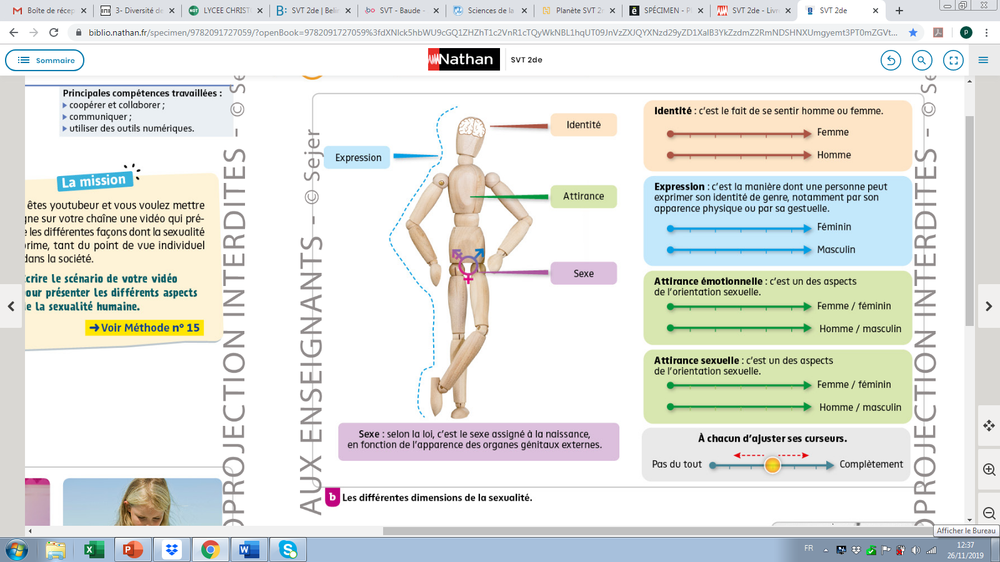 Boîte de récep
3- Diversité de
LYCEE CHRIST
SVT 2de | Belin
SVT - Baude -
Sciences de la
Planète SVT 2
SPÉCIMEN - P
SVT 2de - Livr
SVT 2de
biblio.nathan.fr/specimen/9782091727059/?openBook=9782091727059%3fdXNlck5hbWU9cGQ1ZHZhT1c2VnR1cTQyWkNBL1hqUT09JnVzZXJQYXNzd29yZD1XalB3YkZzdmZ2RmNDSHNXUmgyemt3PT0mZGVt...
Sommaire
Nathan
SVT 2de
Principales compétences travaillées :
coopérer et collaborer ;
communiquer ;
utiliser des outils numériques.
La mission
êtes youtubeur et vous voulez mettre
gne sur votre chaîne une vidéo qui pré-
e les différentes façons dont la sexualité
rime, tant du point de vue individuel
dans la société.
crire le scénario de votre vidéo
our présenter les différents aspects
e la sexualité humaine.
➜ Voir Méthode n° 15
OPROJECTION INTERDITES - © Se
AUX ENSEIGNANTS - © Sejer
Identité
Expression
Attirance
Sexe
Sexe : selon la loi, c'est le sexe assigné à la naissance,
en fonction de l'apparence des organes génitaux externes.
Identité : c'est le fait de se sentir homme ou femme.
Femme
Homme
Expression : c'est la manière dont une personne peut
exprimer son identité de genre, notamment par son
apparence physique ou par sa gestuelle.
Féminin
Masculin
Attirance émotionnelle : c'est un des aspects
de l'orientation sexuelle.
Femme / féminin
Homme / masculin
Attirance sexuelle : c'est un des aspects
de l'orientation sexuelle.
Femme / féminin
Homme / masculin
À chacun d'ajuster ses curseurs.
Pas du tout
Complètement
OPROJECTION INTERDITES - © Se
b Les différentes dimensions de la sexualité.
Afficher le Bureau
FR
12:37
26/11/2019